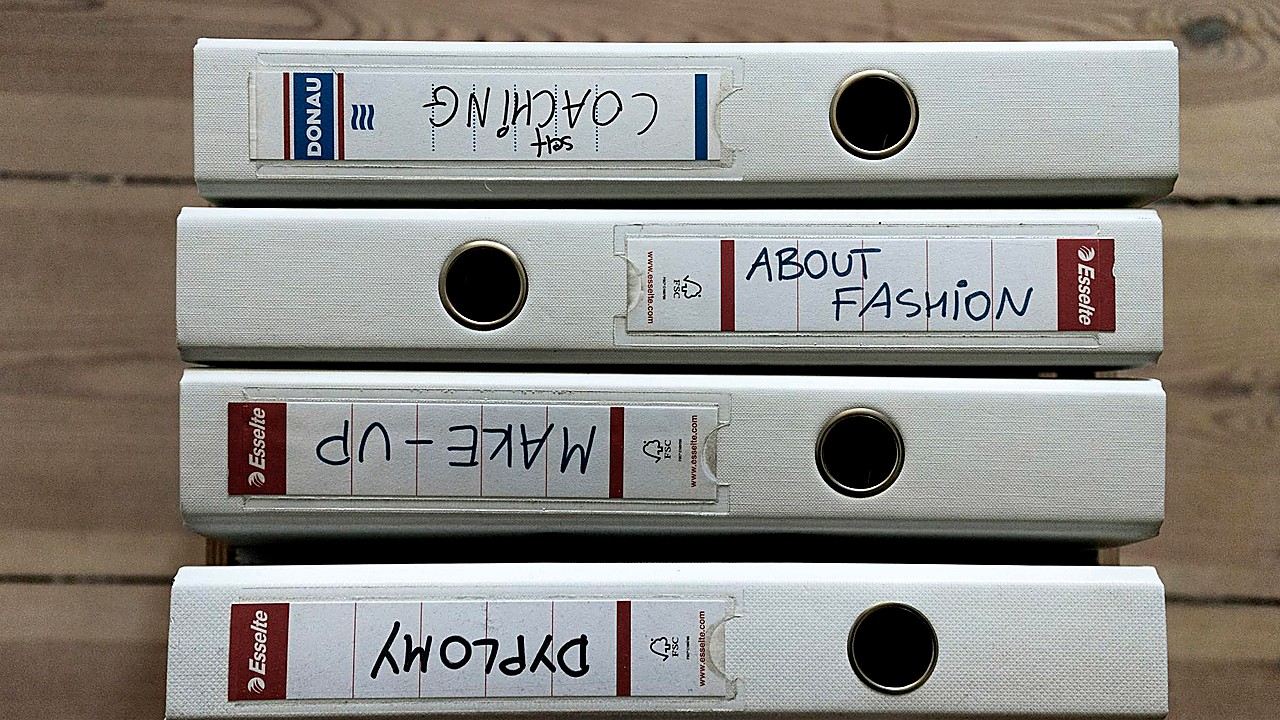 DONAU
COACHING
self
ABOUT
FASHION
Esselte
FSC
www.esselte.com
Esselte
MAKE-UP
FSC
www.esselte.com
Esselte
DYPLOMY
FSC
www.esselte.com